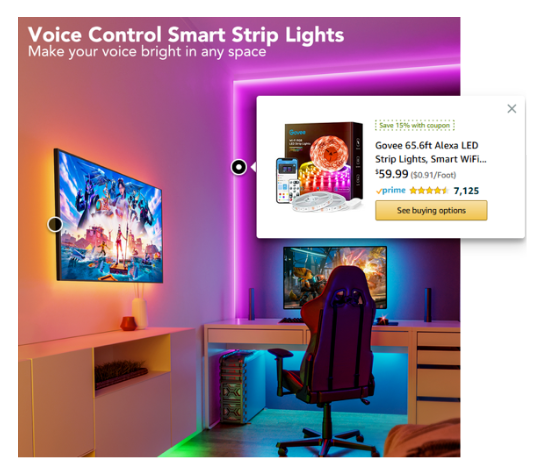 Voice Control Smart Strip Lights
Make your voice bright in any space
Save 15% with coupon
Govee
Govee 65.6ft Alexa LED
Strip Lights, Smart WiFi...
$59.99 ($0.91/Foot)
prime 7,125
See buying options